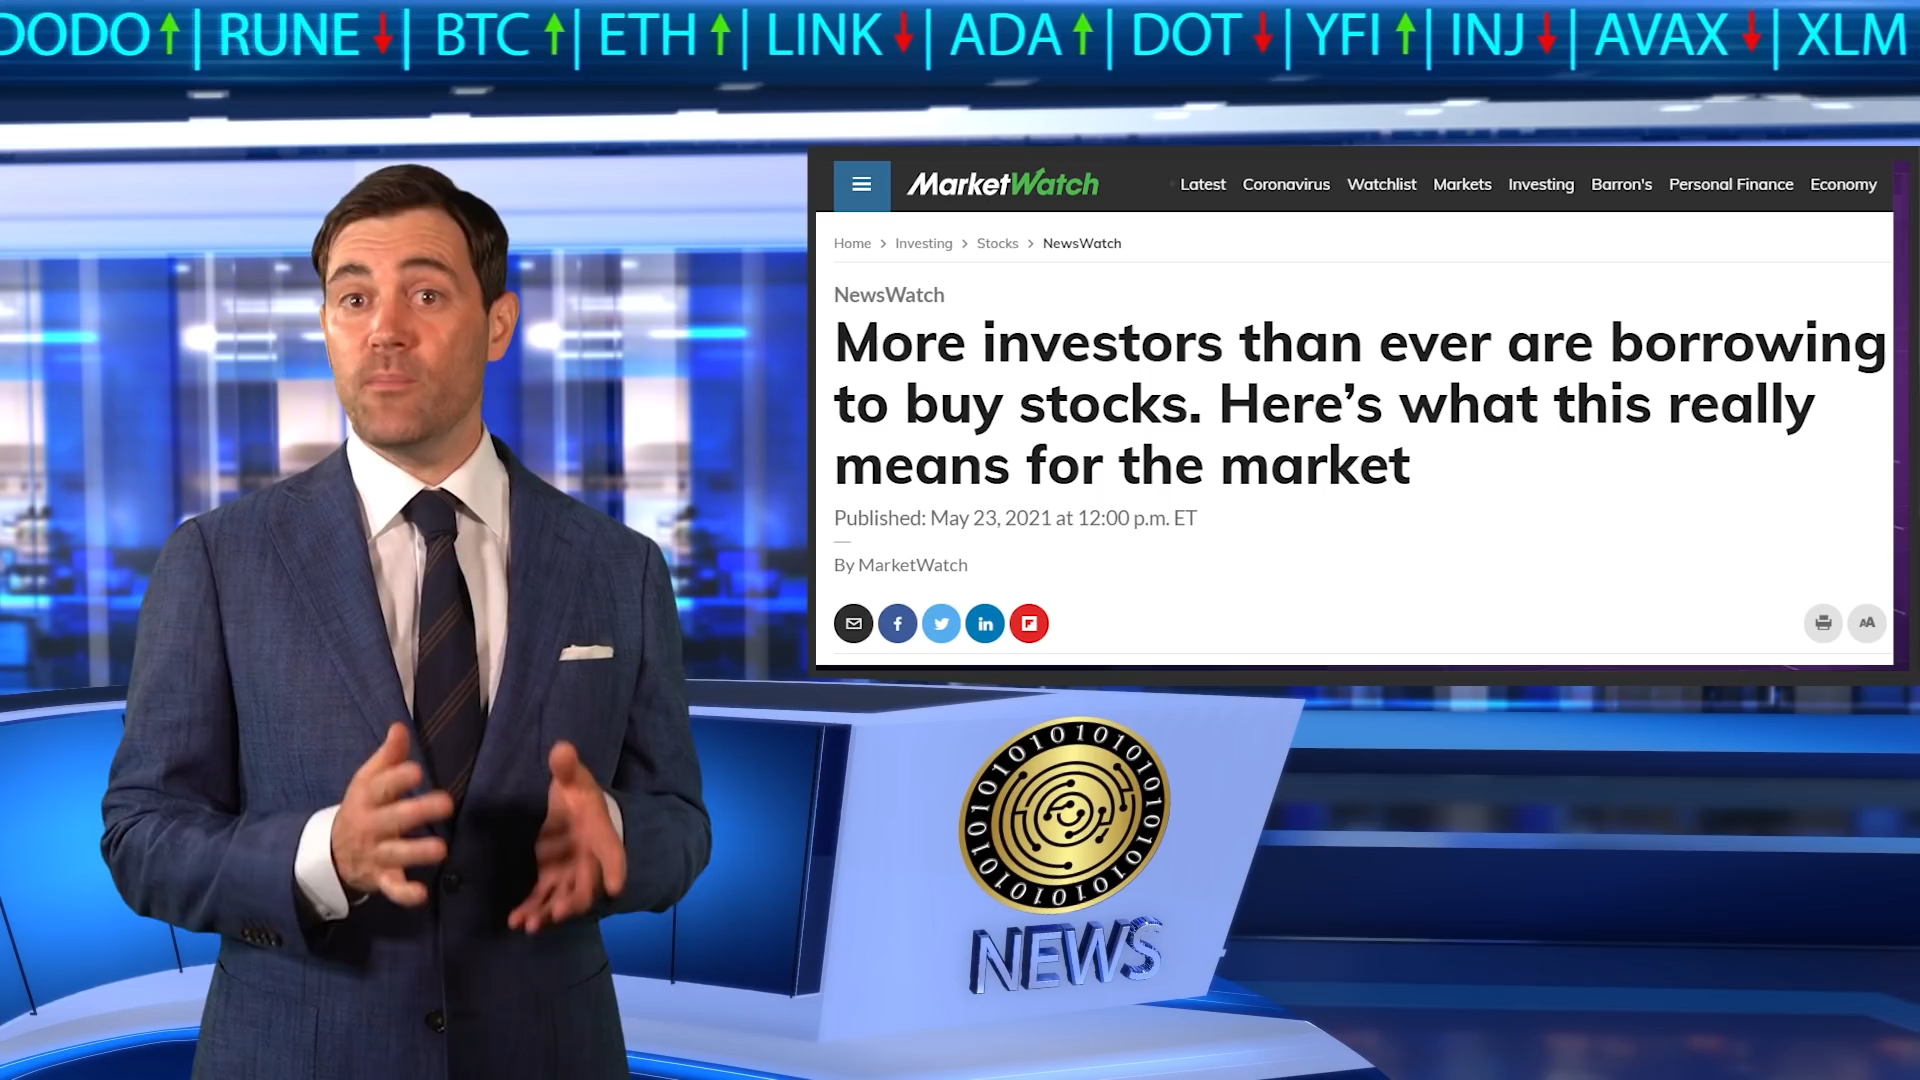 DODO↑| RUNE↓| BTC↑| ETH↑| LINK↓| ADA↑| DOT↓| YFI↑| INJ↓| AVAX↓| XLM
MarketWatch
Latest Coronavirus Watchlist Markets Investing Barron's Personal Finance Economy
Home > Investing > Stocks > NewsWatch
NewsWatch
More investors than ever are borrowing
to buy stocks. Here’s what this really
means for the market
Published: May 23, 2021 at 12:00 p.m. ET
By MarketWatch
f
in
AA
NEWS